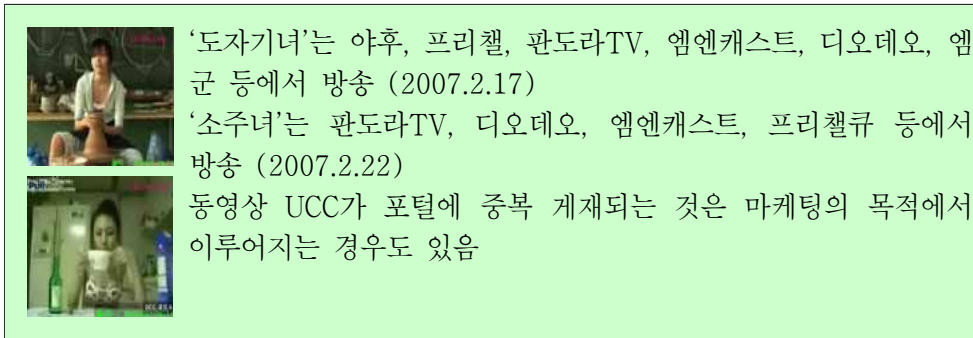 ‘도자기녀’는 야후, 프리챌, 판도라TV, 엠엔캐스트, 디오데오, 엠
군 등에서 방송 (2007.2.17)
‘소주녀’는 판도라TV, 디오데오, 엠엔캐스트, 프리챌큐 등에서
방송 (2007.2.22)
동영상 UCC가 포털에 중복 게재되는 것은 마케팅의 목적에서
이루어지는 경우도 있음